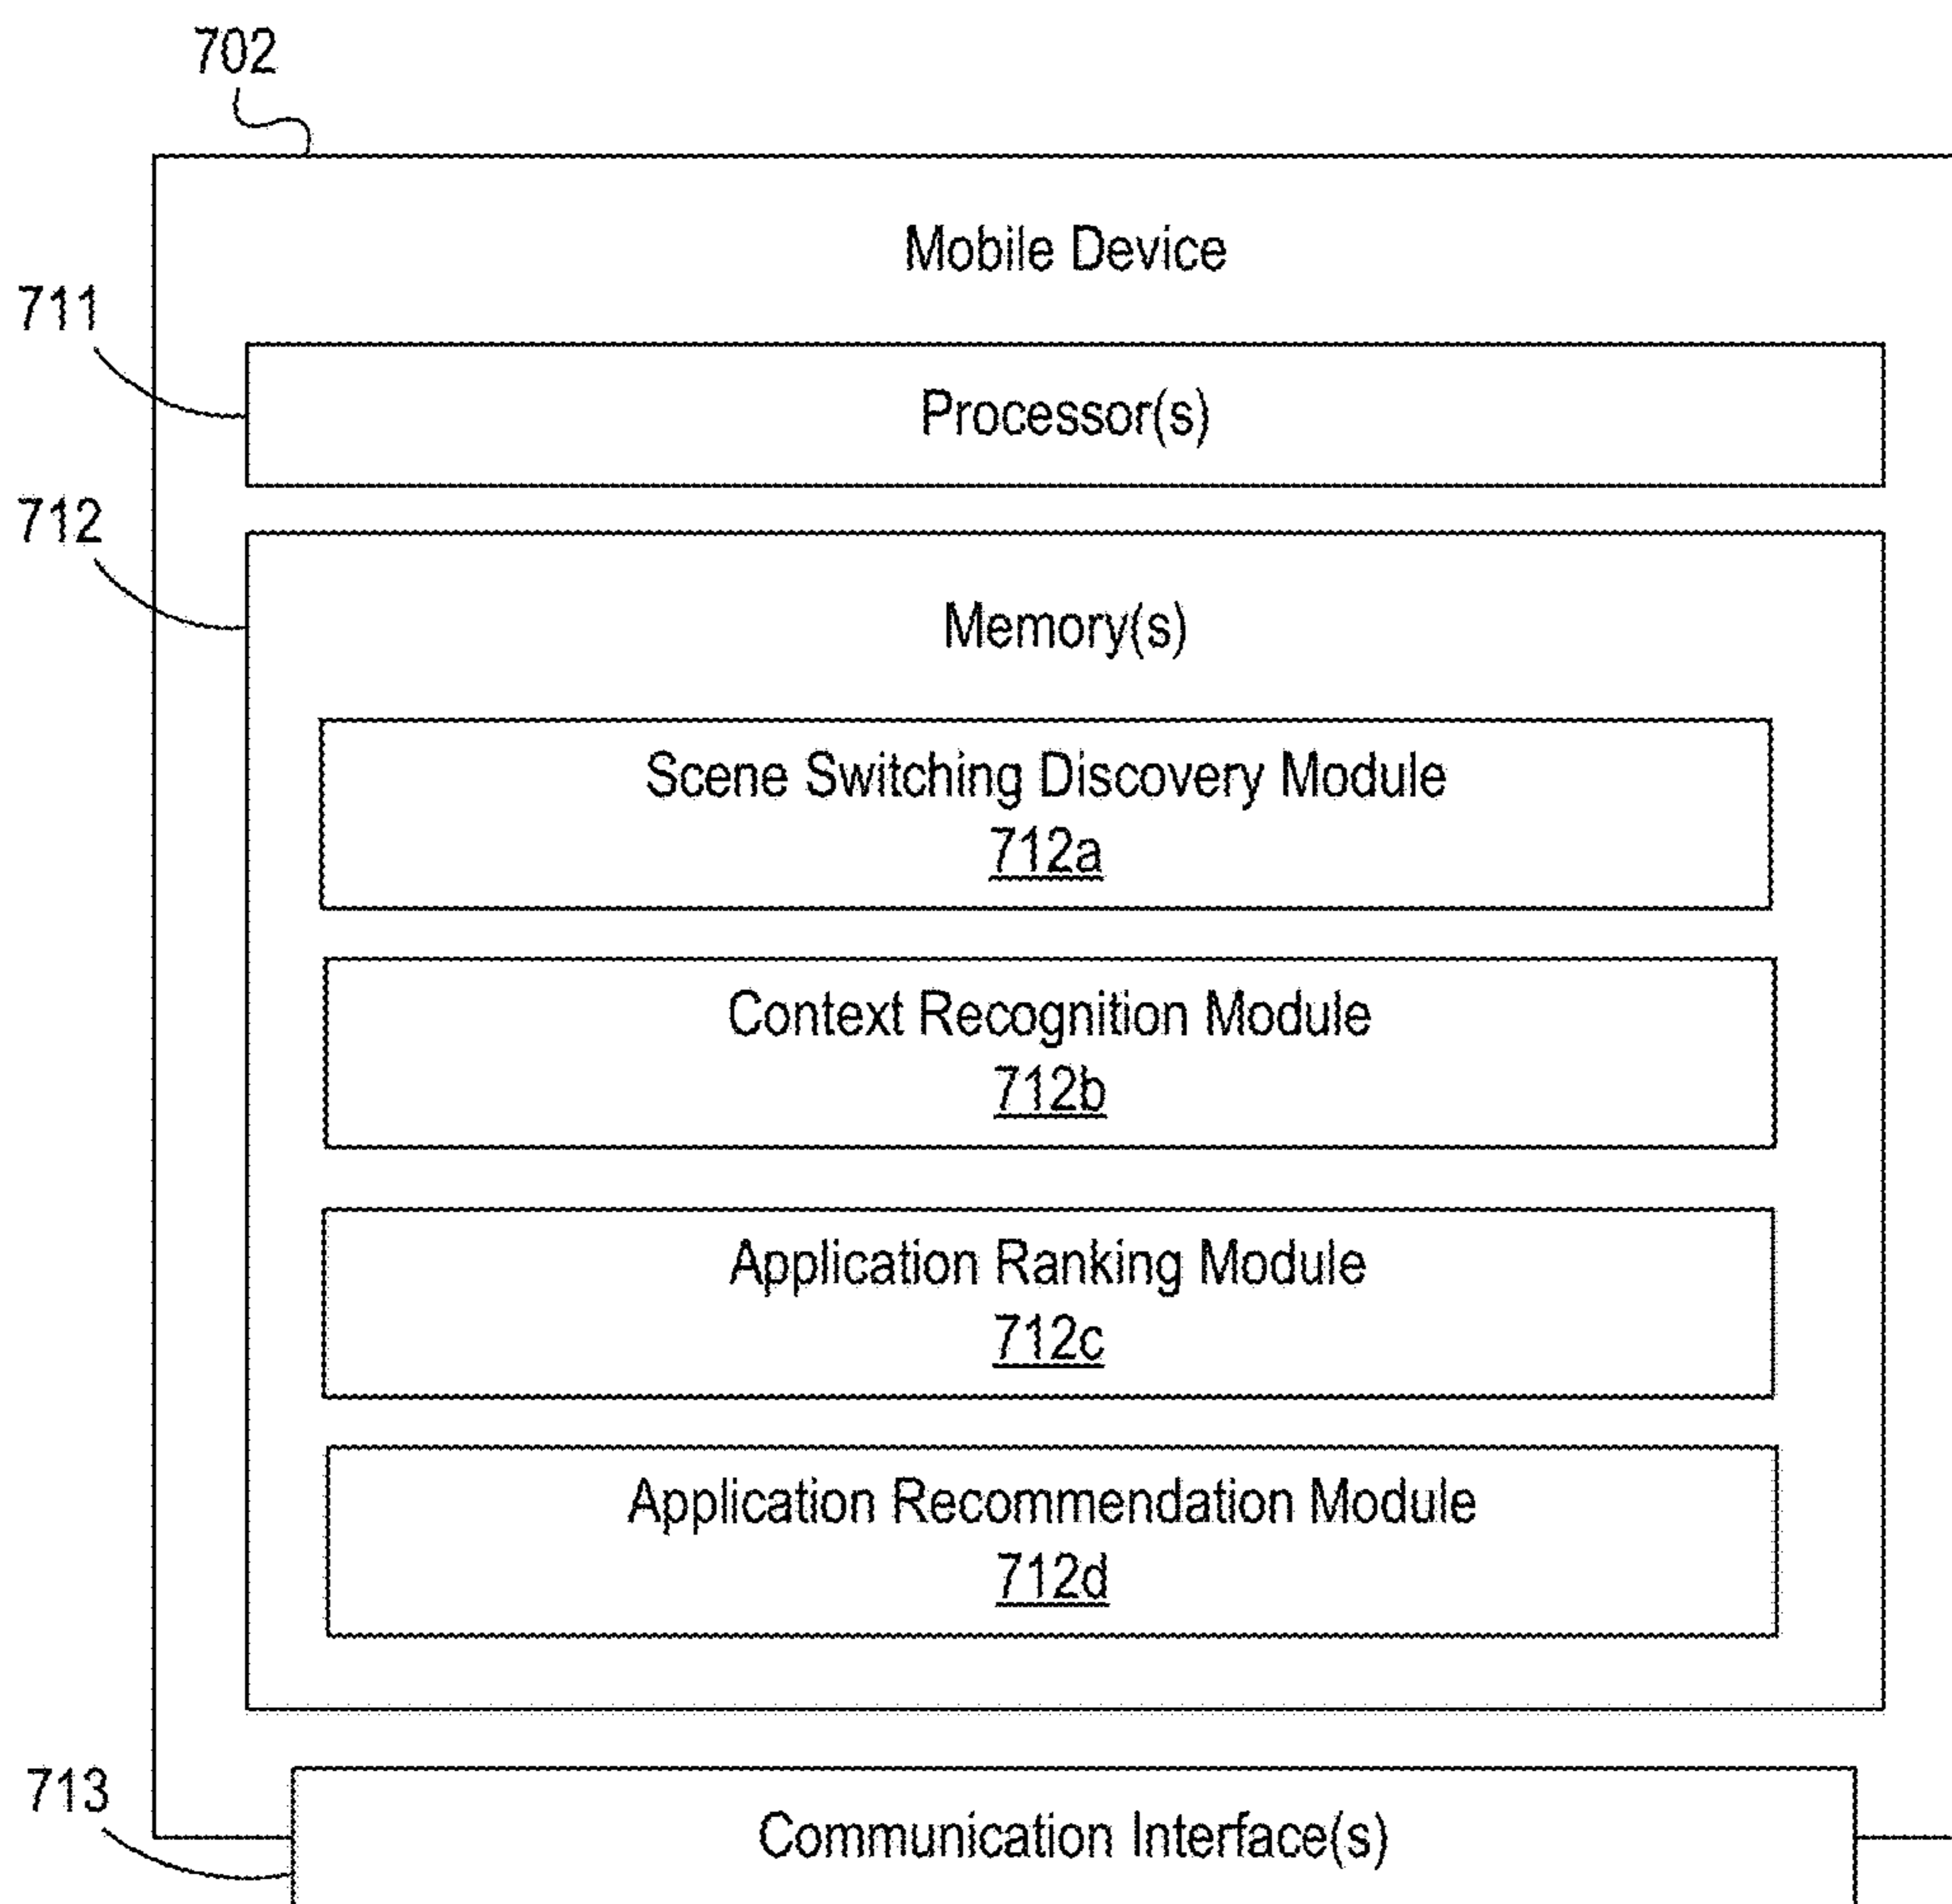 702
Mobile Device
711
Processor(s)
712
Memory(s)
Scene Switching Discovery Module
712a
Context Recognition Module
712b
Application Ranking Module
712c
Application Recommendation Module
712d
713
Communication Interface(s)